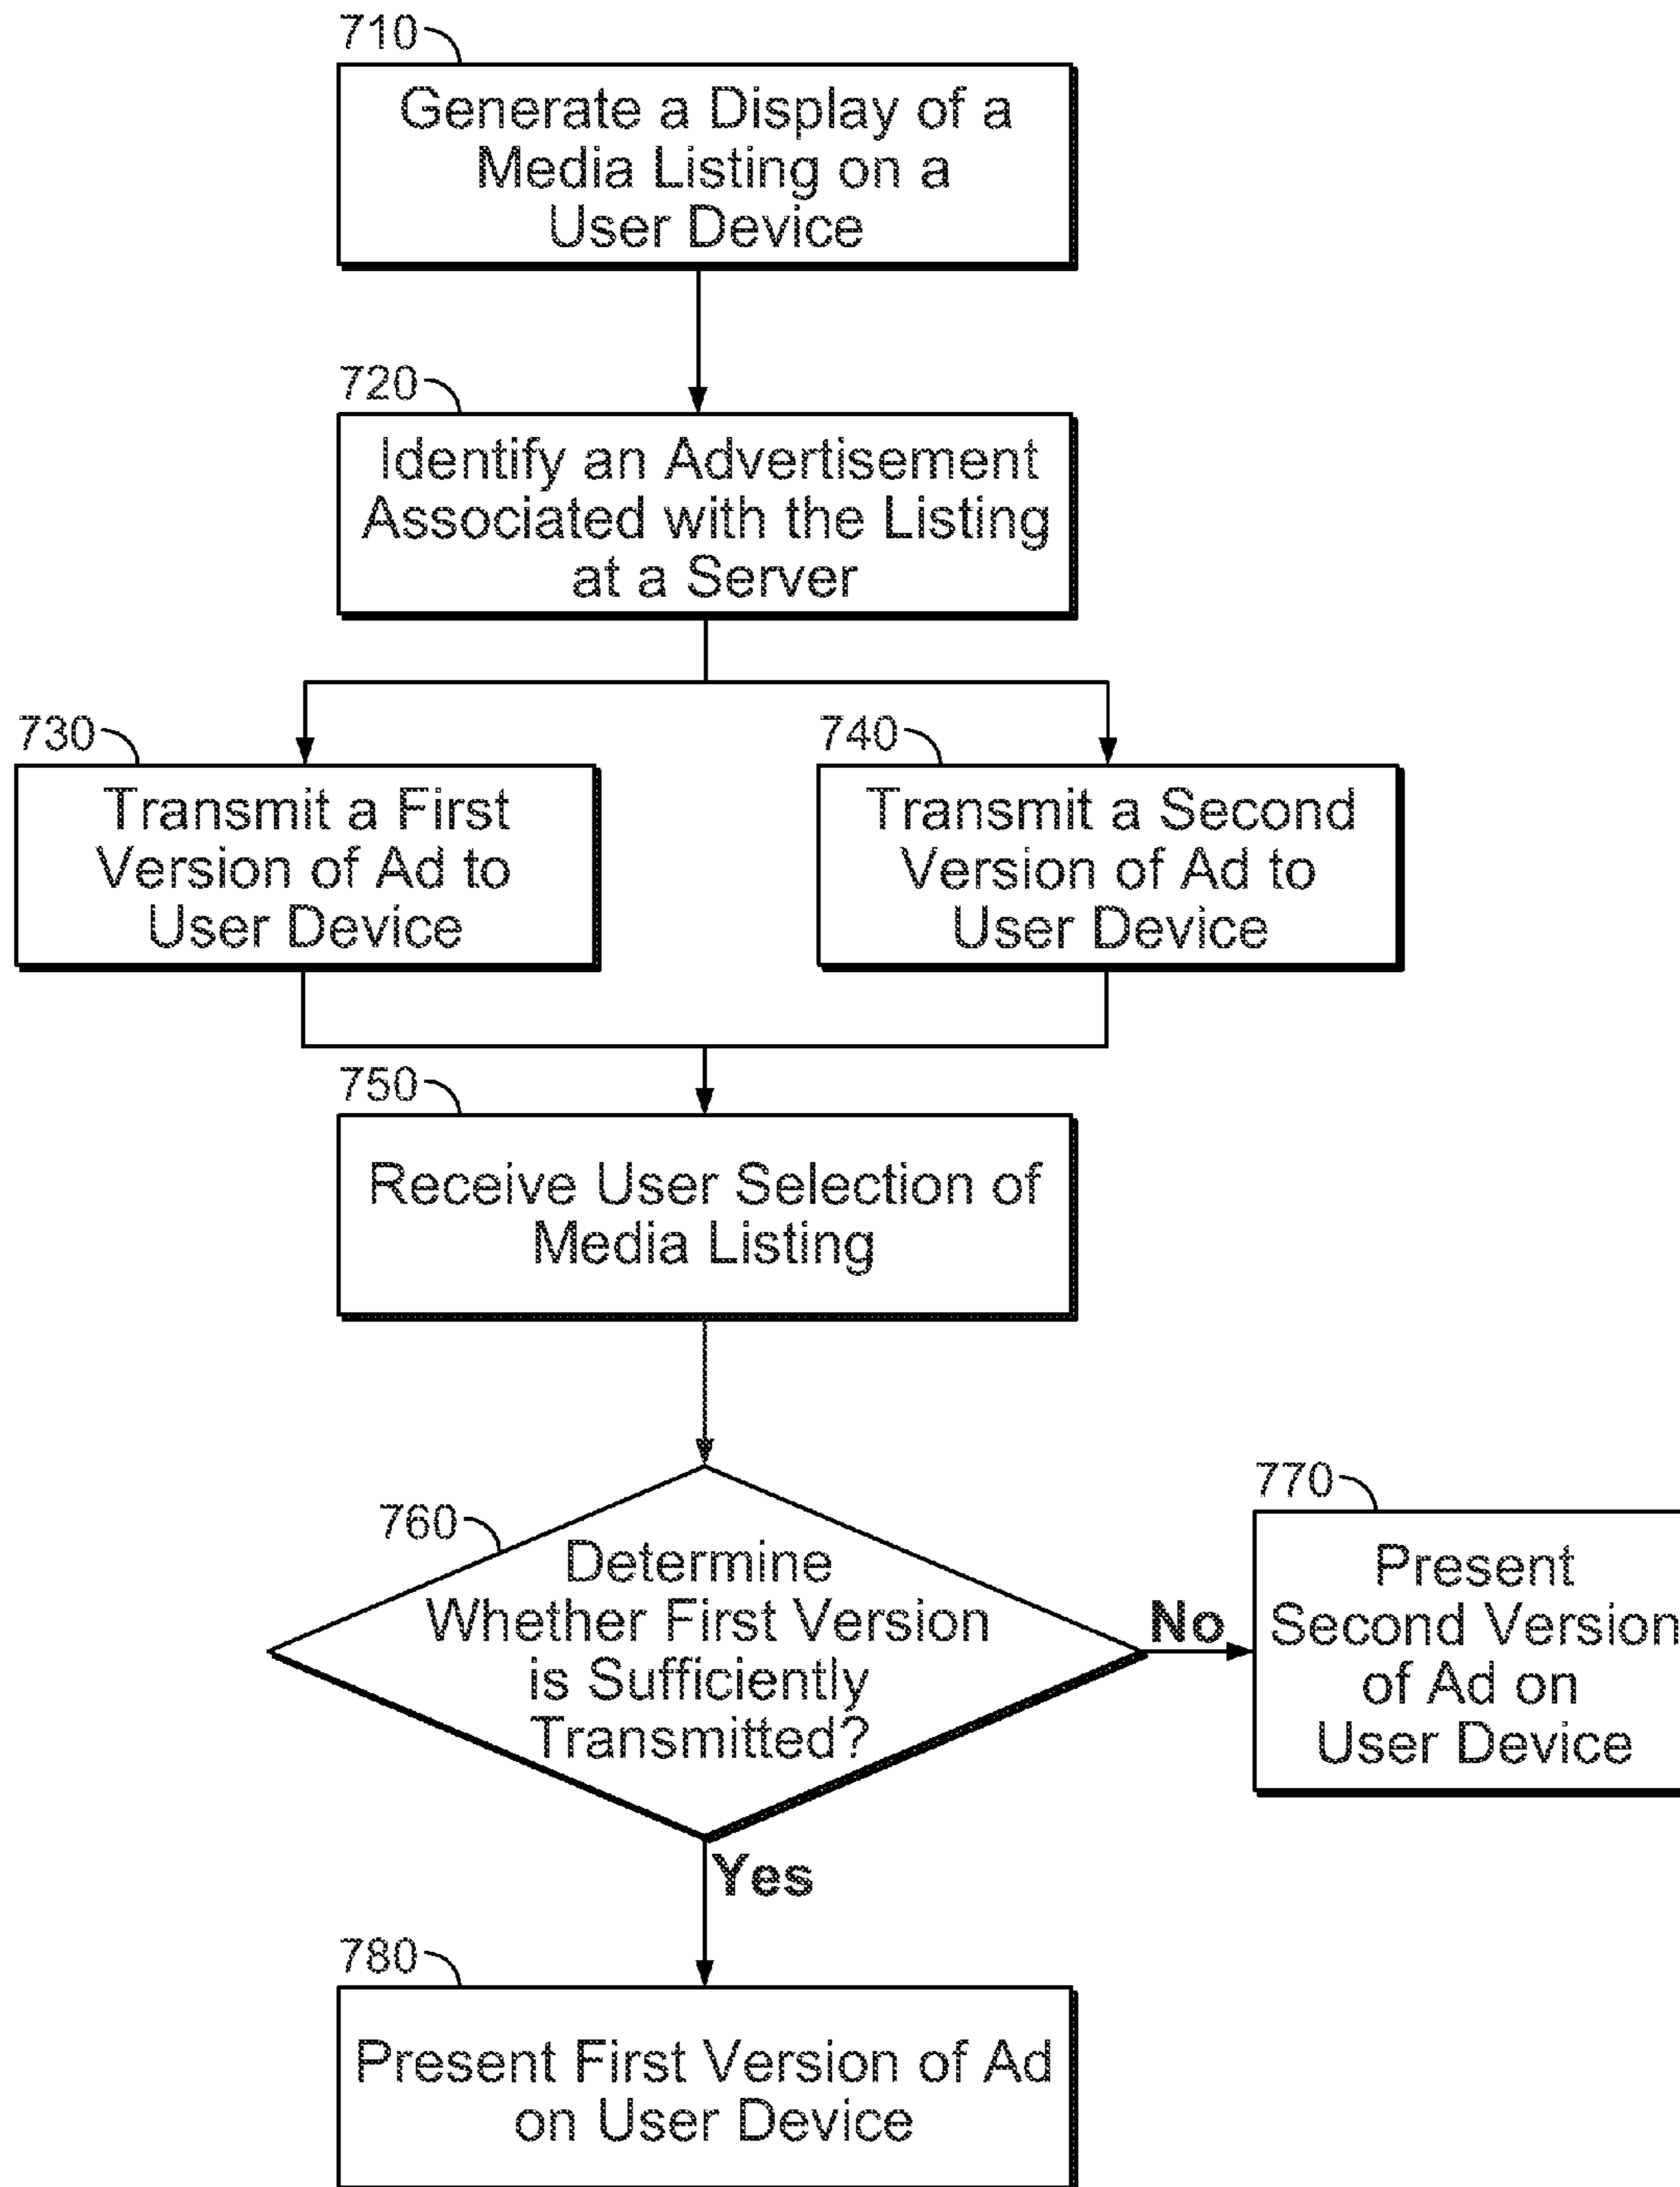 710
Generate a Display of a
Media Listing on a
User Device
720
Identify an Advertisement
Associated with the Listing
at a Server
730
Transmit a First
Version of Ad to
User Device
740
Transmit a Second
Version of Ad to
User Device
750
Receive User Selection of
Media Listing
760
Determine
Whether First Version
is Sufficiently
Transmitted?
No
770
Present
Second Version
of Ad on
User Device
Yes
780
Present First Version of Ad
on User Device